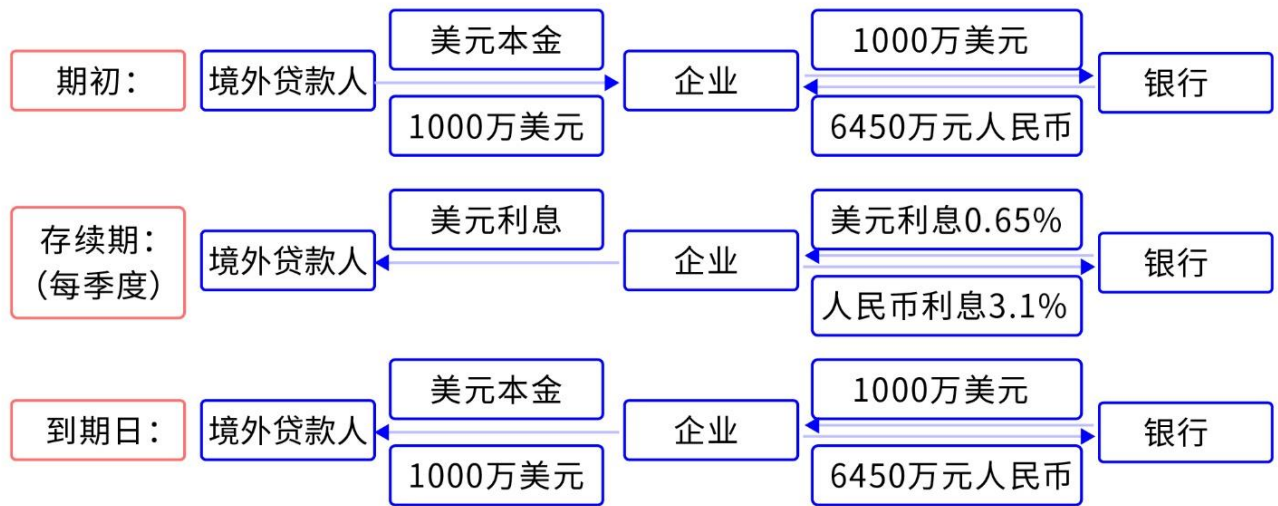 期初：
境外贷款人
美元本金
1000万美元
企业
1000万美元
6450万元人民币
银行
存续期：
（每季度）
境外贷款人
美元利息
企业
美元利息0.65%
人民币利息3.1%
银行
到期日：
境外贷款人
美元本金
1000万美元
企业
1000万美元
6450万元人民币
银行